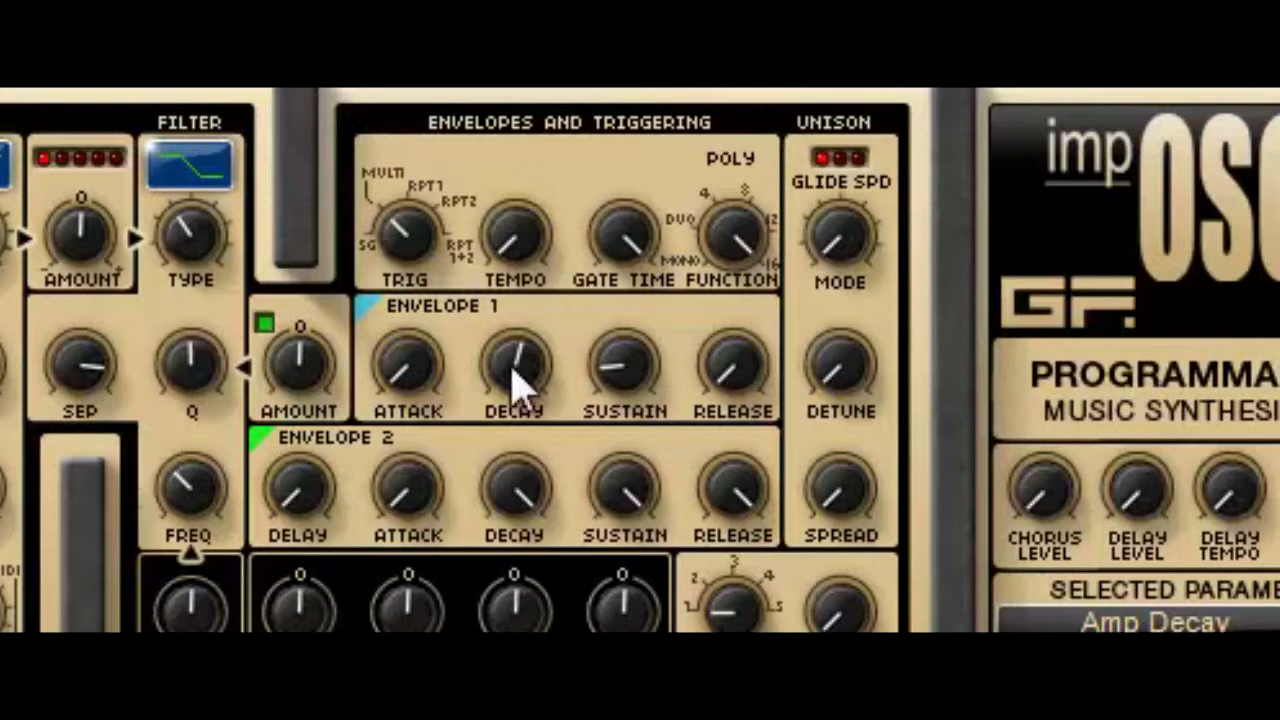 FILTER
ENVELOPES AND TRIGGERING
UNISON
imp
POLY
MULTI
RPT1
GLIDE SPD
RPT2
4
8
0
DUO
12
SG
RPT
1+2
MONO
16
AMOUNT
TYPE
TRIG
TEMPO
GATE TIME
FUNCTION
MODE
GF.
ENVELOPE 1
0
PROGRAMMA
SEP
Q
AMOUNT
ATTACK
DECAY
SUSTAIN
RELEASE
DETUNE
MUSIC SYNTHESI
ENVELOPE 2
FREQ
DELAY
ATTACK
DECAY
SUSTAIN
RELEASE
SPREAD
CHORUS
LEVEL
DELAY
LEVEL
DELAY
TEMPO
0
0
0
0
2
3
4
1
5
SELECTED PARAME
Amp Decay